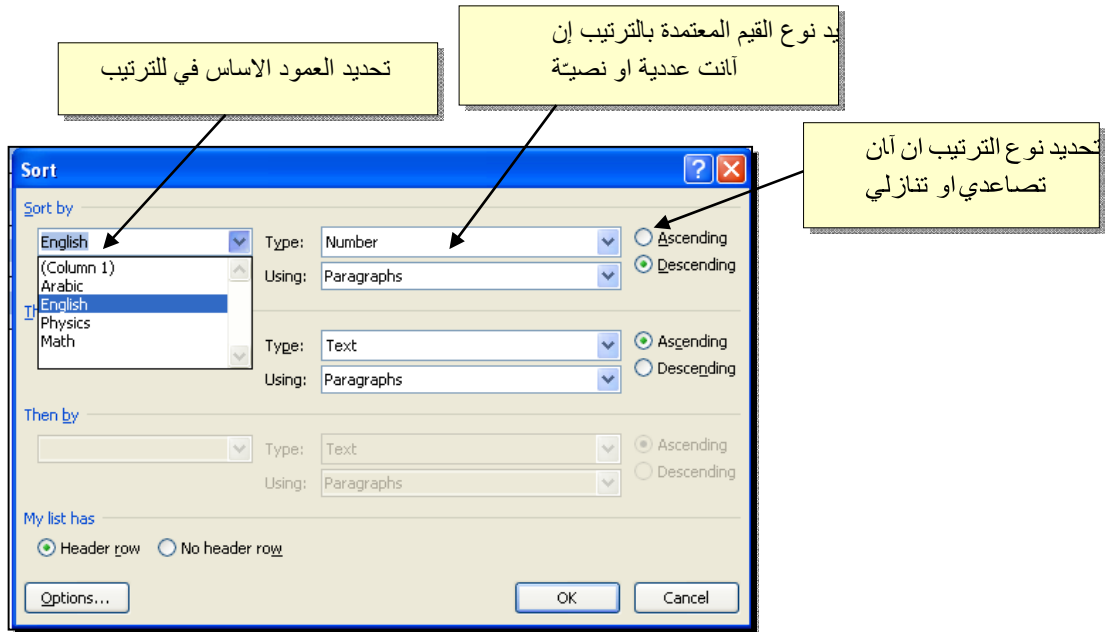 يد نوع القيم المعتمدة بالترتيب إن
آانت عددية او نصيّة
تحديد العمود الاساس في للترتيب
تحديد نوع الترتيب ان آان
تصاعدي او تنازلي
Sort
Sort by
English
Type: Number
Ascending
(Column 1)
Using: Paragraphs
Descending
Arabic
English
Th
Physics
Math
Type: Text
Ascending
Using: Paragraphs
Descending
Then by
Type: Text
Ascending
Using: Paragraphs
Descending
My list has
Header row No header row
Options... OK Cancel